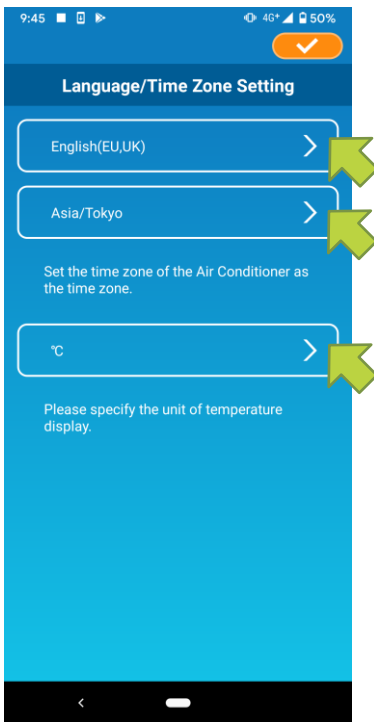 9:45 4G+ 50%
Language/Time Zone Setting
English(EU,UK)
Asia/Tokyo
Set the time zone of the Air Conditioner as
the time zone.
℃
Please specify the unit of temperature
display.